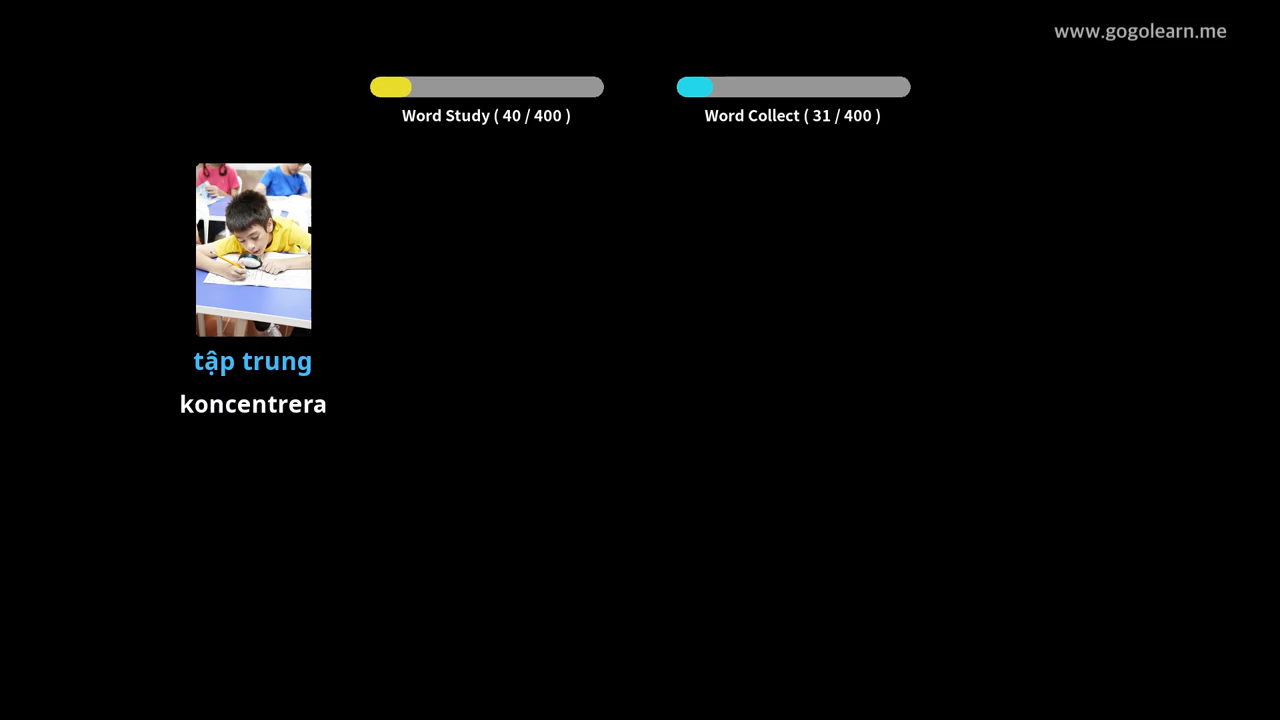 www.gogolearn.me
Word Study ( 40 / 400 )
Word Collect ( 31 / 400 )
tập trung
koncentrera